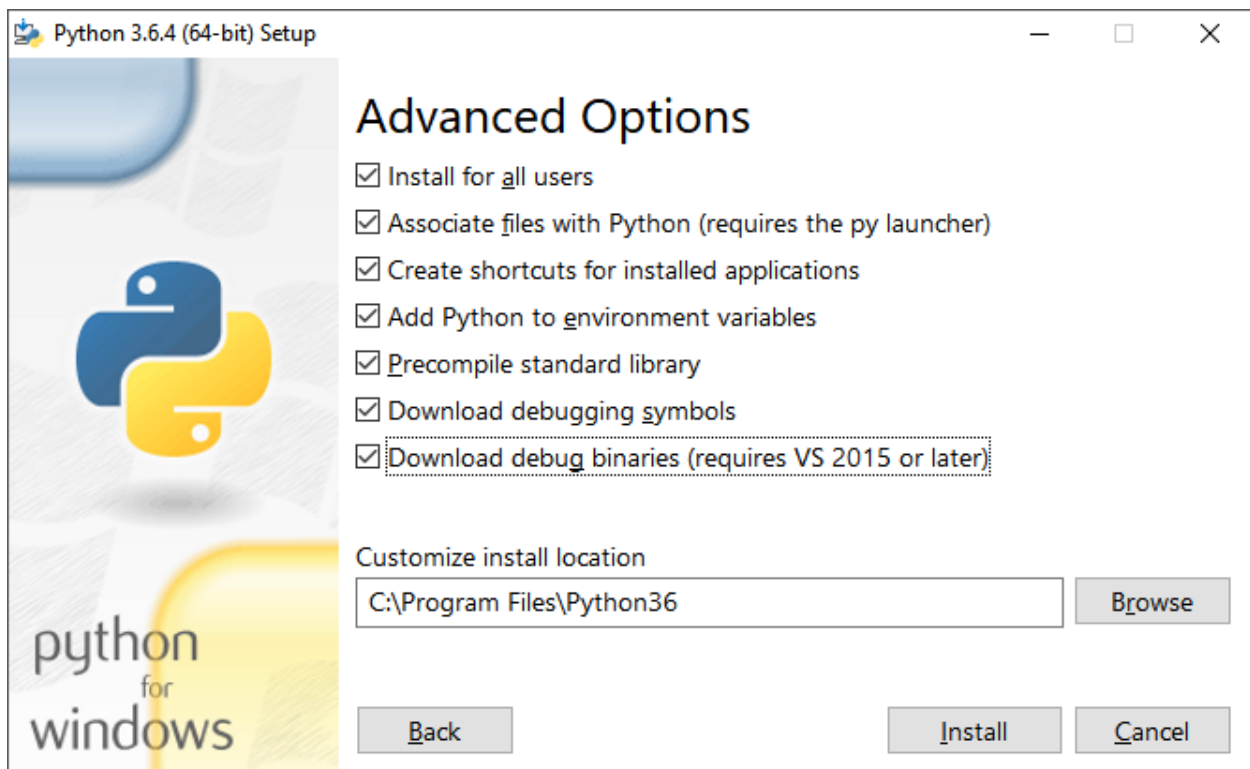 Python 3.6.4 (64-bit) Setup
Advanced Options
Install for all users
Associate files with Python (requires the py launcher)
Create shortcuts for installed applications
Add Python to environment variables
Precompile standard library
Download debugging symbols
Download debug binaries (requires VS 2015 or later)
Customize install location
C:\Program Files\Python36
Browse
python
for
windows
Back
Install
Cancel